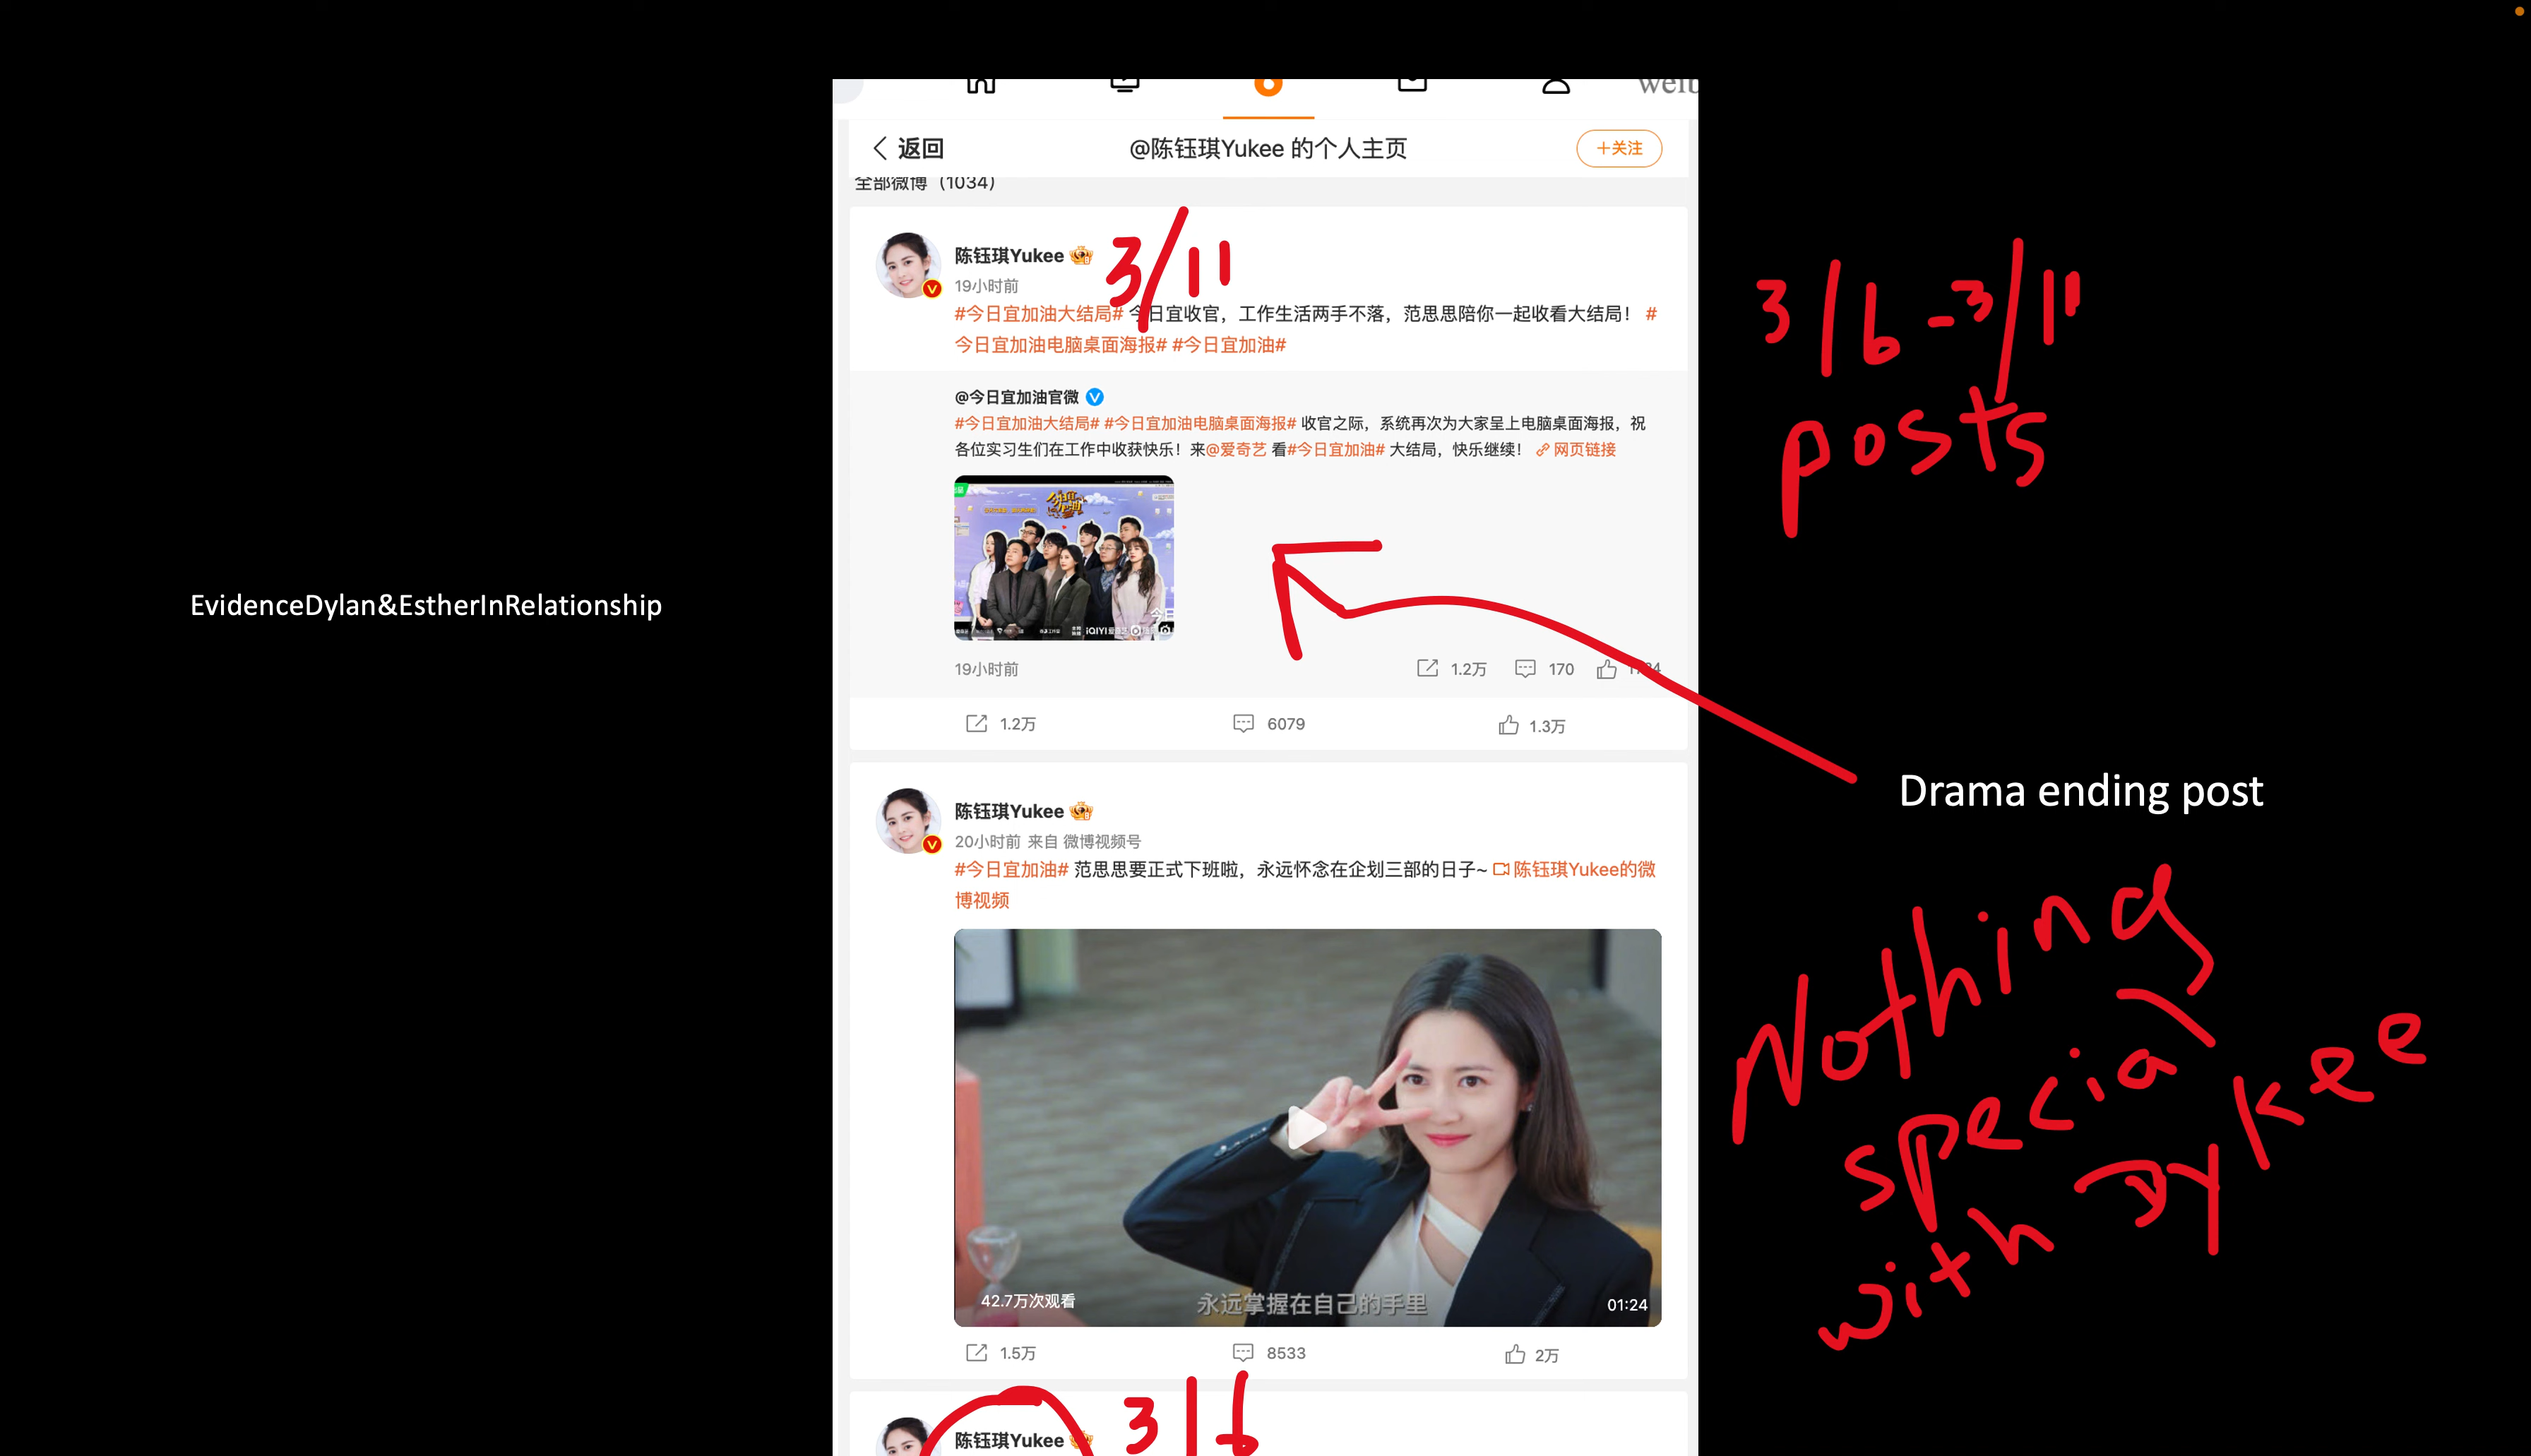 weib
返回
@陈钰琪Yukee 的个人主页
+关注
全部微博（1034）
陈钰琪Yukee
3/11
19小时前
#今日宜加油大结局# 今日宜收官，工作生活两手不落，范思思陪你一起收看大结局！#
今日宜加油电脑桌面海报# #今日宜加油#
@今日宜加油官微
#今日宜加油大结局# #今日宜加油电脑桌面海报# 收官之际，系统再次为大家呈上电脑桌面海报，祝
各位实习生们在工作中收获快乐！来@爱奇艺 看#今日宜加油# 大结局，快乐继续！ 网页链接
今日宜加油
iQIYI 爱奇艺
19小时前
1.2万 170
1.2万 6079 1.3万
陈钰琪Yukee
20小时前 来自 微博视频号
#今日宜加油# 范思思要正式下班啦，永远怀念在企划三部的日子~ 陈钰琪Yukee的微
博视频
42.7万次观看
永远掌握在自己的手里
01:24
1.5万 8533 2万
陈钰琪Yukee
3/6
EvidenceDylan&EstherInRelationship
3/6-3/11
posts
Drama ending post
Nothing
special
with Dykee